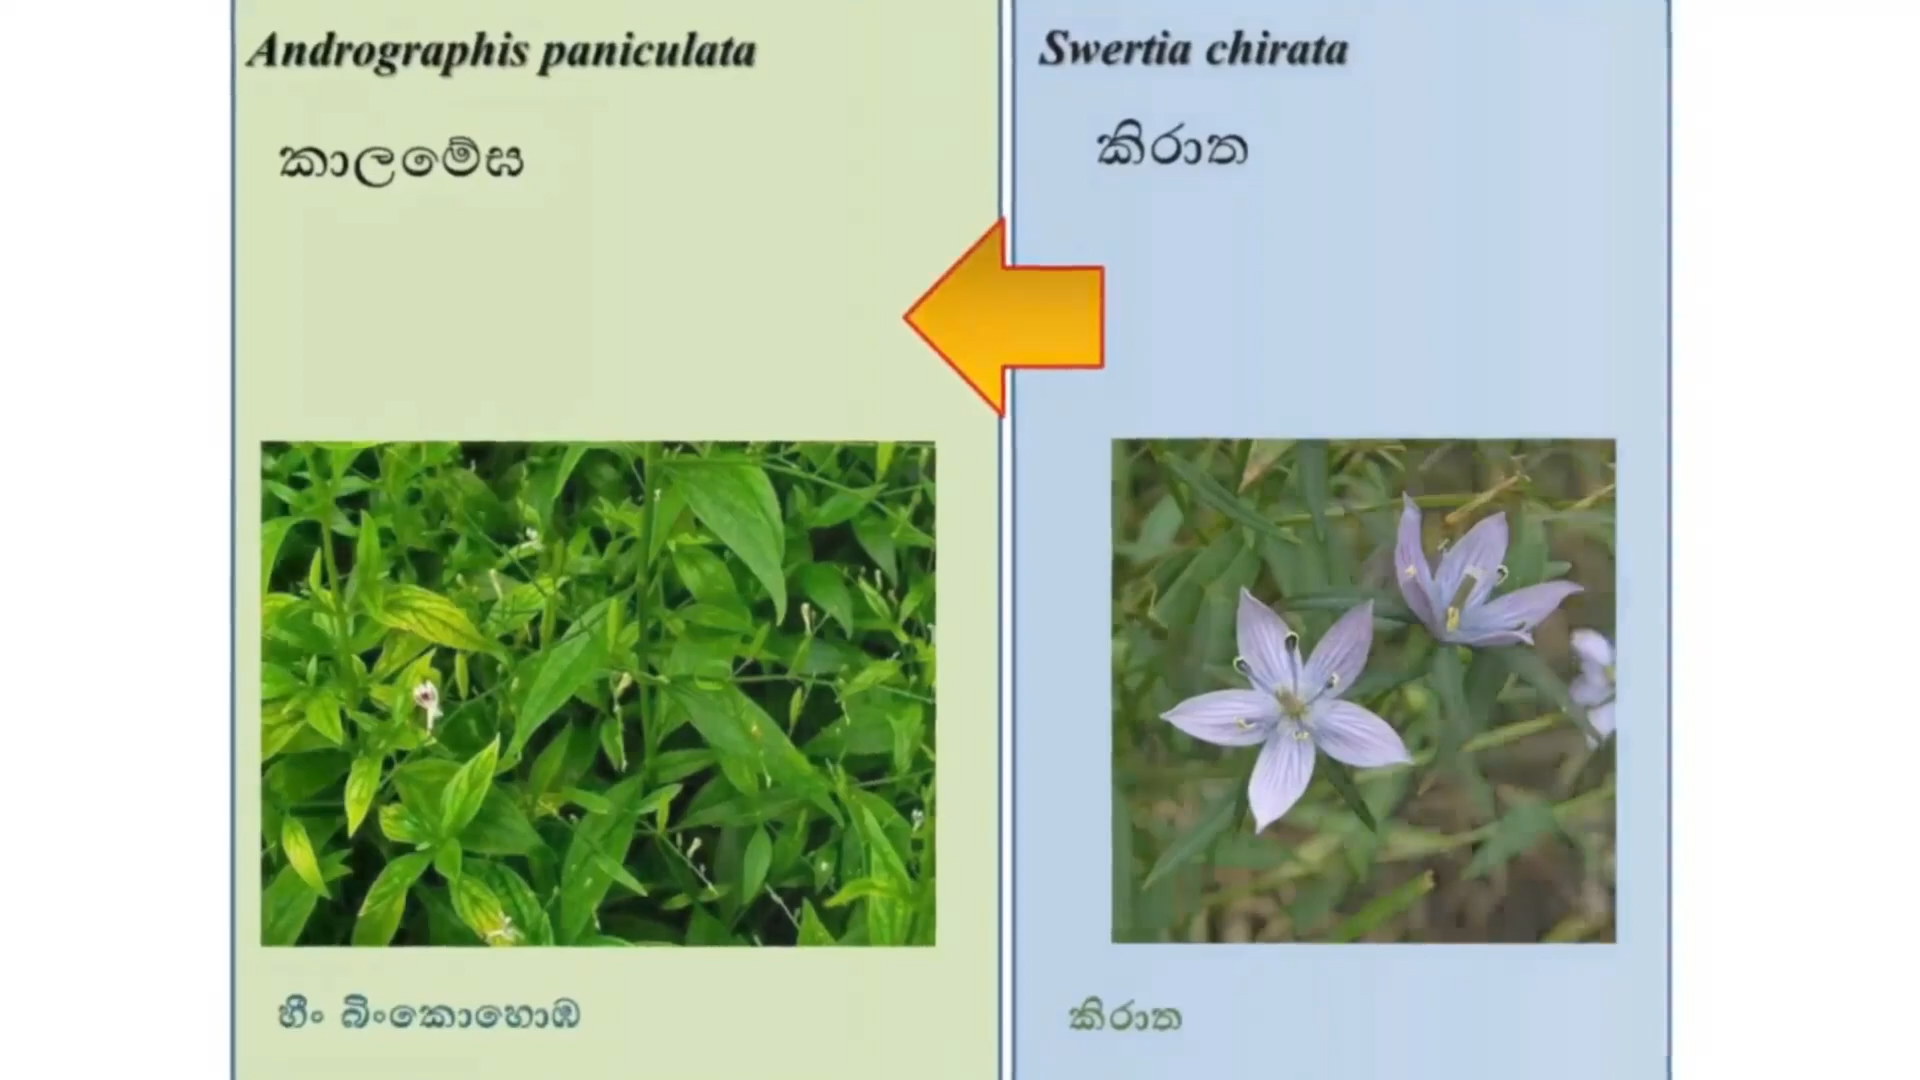 Andrographis paniculata
කාලමේඝ
හීං බිංකොහොඹ
Swertia chirata
කිරාත
කිරාත